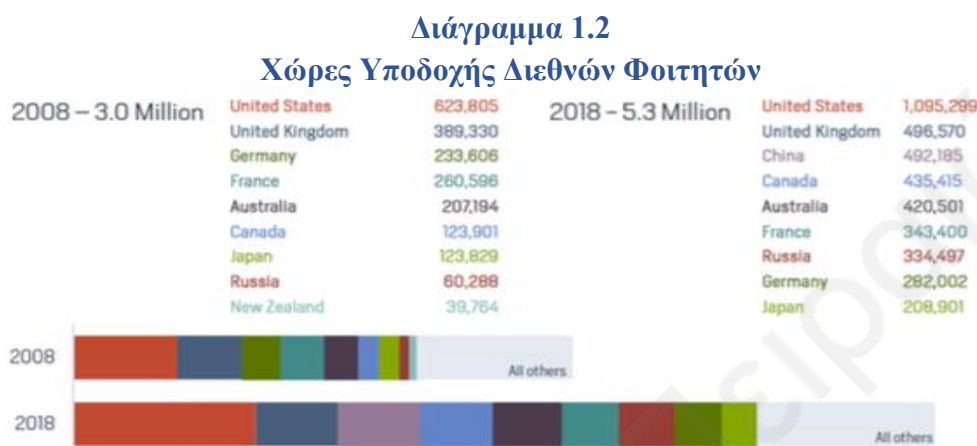 Διάγραμμα 1.2
Χώρες Υποδοχής Διεθνών Φοιτητών
2008 – 3.0 Million
United States 623,805
United Kingdom 389,330
Germany 233,606
France 260,596
Australia 207,194
Canada 123,901
Japan 123,829
Russia 60,288
New Zealand 39,764
2018 – 5.3 Million
United States 1,095,299
United Kingdom 496,570
China 492,185
Canada 435,415
Australia 420,501
France 343,400
Russia 334,497
Germany 282,002
Japan 208,901
2008
All others
2018
All others